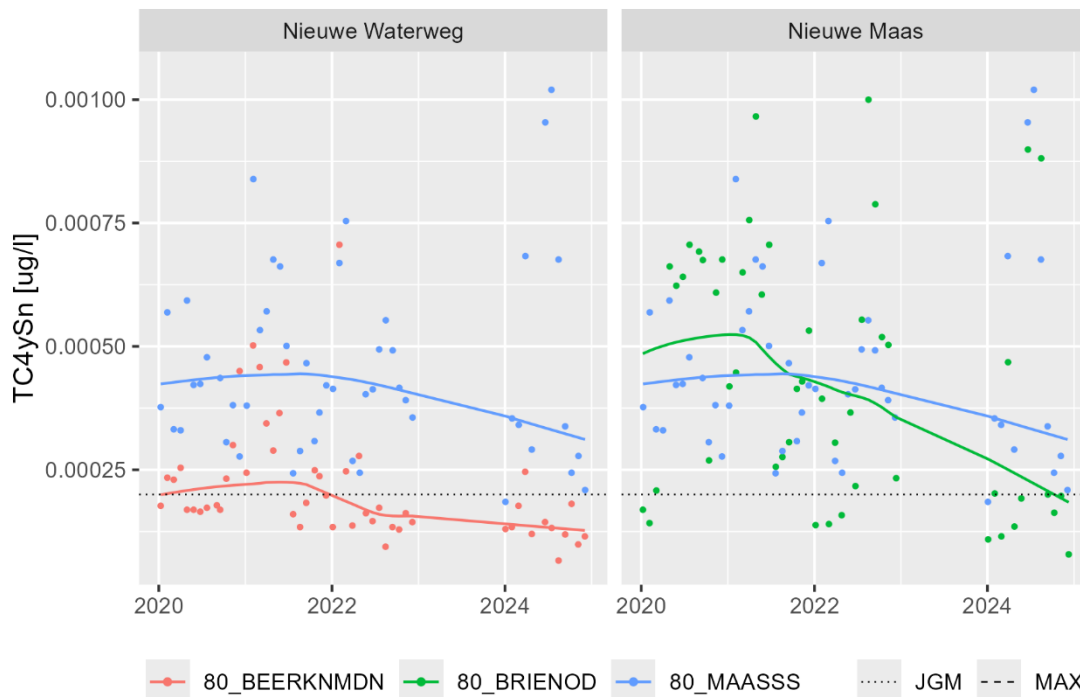 Nieuwe Waterweg Nieuwe Maas
TC4ySn [ug/l]
0.00100
0.00075
0.00050
0.00025
2020 2022 2024 2020 2022 2024
80_BEERKNMDN 80_BRIENOD 80_MAASSS JGM MAX